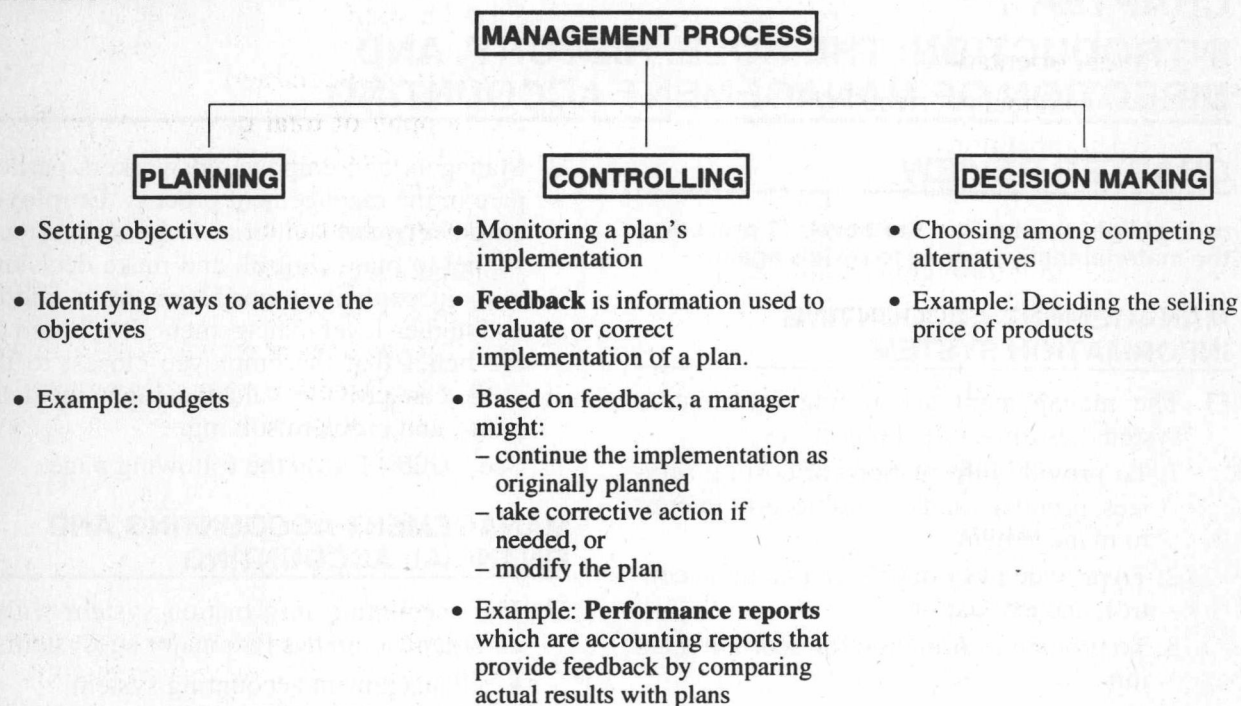 MANAGEMENT PROCESS
PLANNING
• Setting objectives
• Identifying ways to achieve the
objectives
• Example: budgets
CONTROLLING
• Monitoring a plan's
implementation
• Feedback is information used to
evaluate or correct
implementation of a plan.
• Based on feedback, a manager
might:
– continue the implementation as
originally planned
– take corrective action if
needed, or
– modify the plan
• Example: Performance reports
which are accounting reports that
provide feedback by comparing
actual results with plans
DECISION MAKING
• Choosing among competing
alternatives
• Example: Deciding the selling
price of products